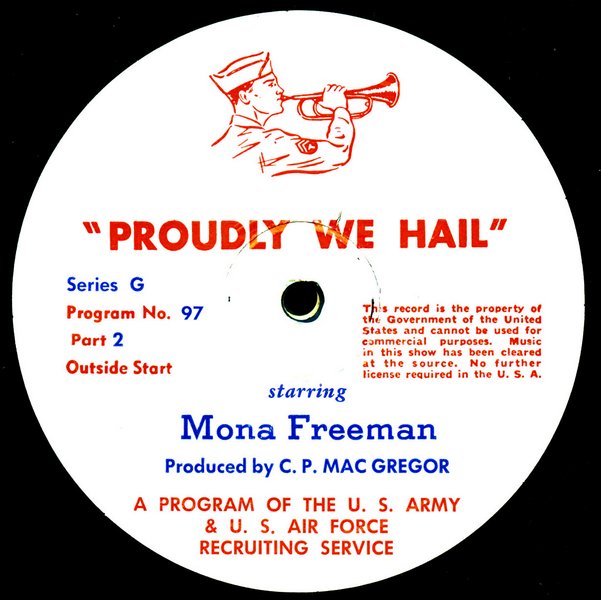 "PROUDLY WE HAIL"
Series G
Program No. 97
Part 2
Outside Start
This record is the property of
the Government of the United
States and cannot be used for
commercial purposes. Music
in this show has been cleared
at the source. No further
license required in the U. S. A.
starring
Mona Freeman
Produced by C. P. MAC GREGOR
A PROGRAM OF THE U. S. ARMY
& U. S. AIR FORCE
RECRUITING SERVICE